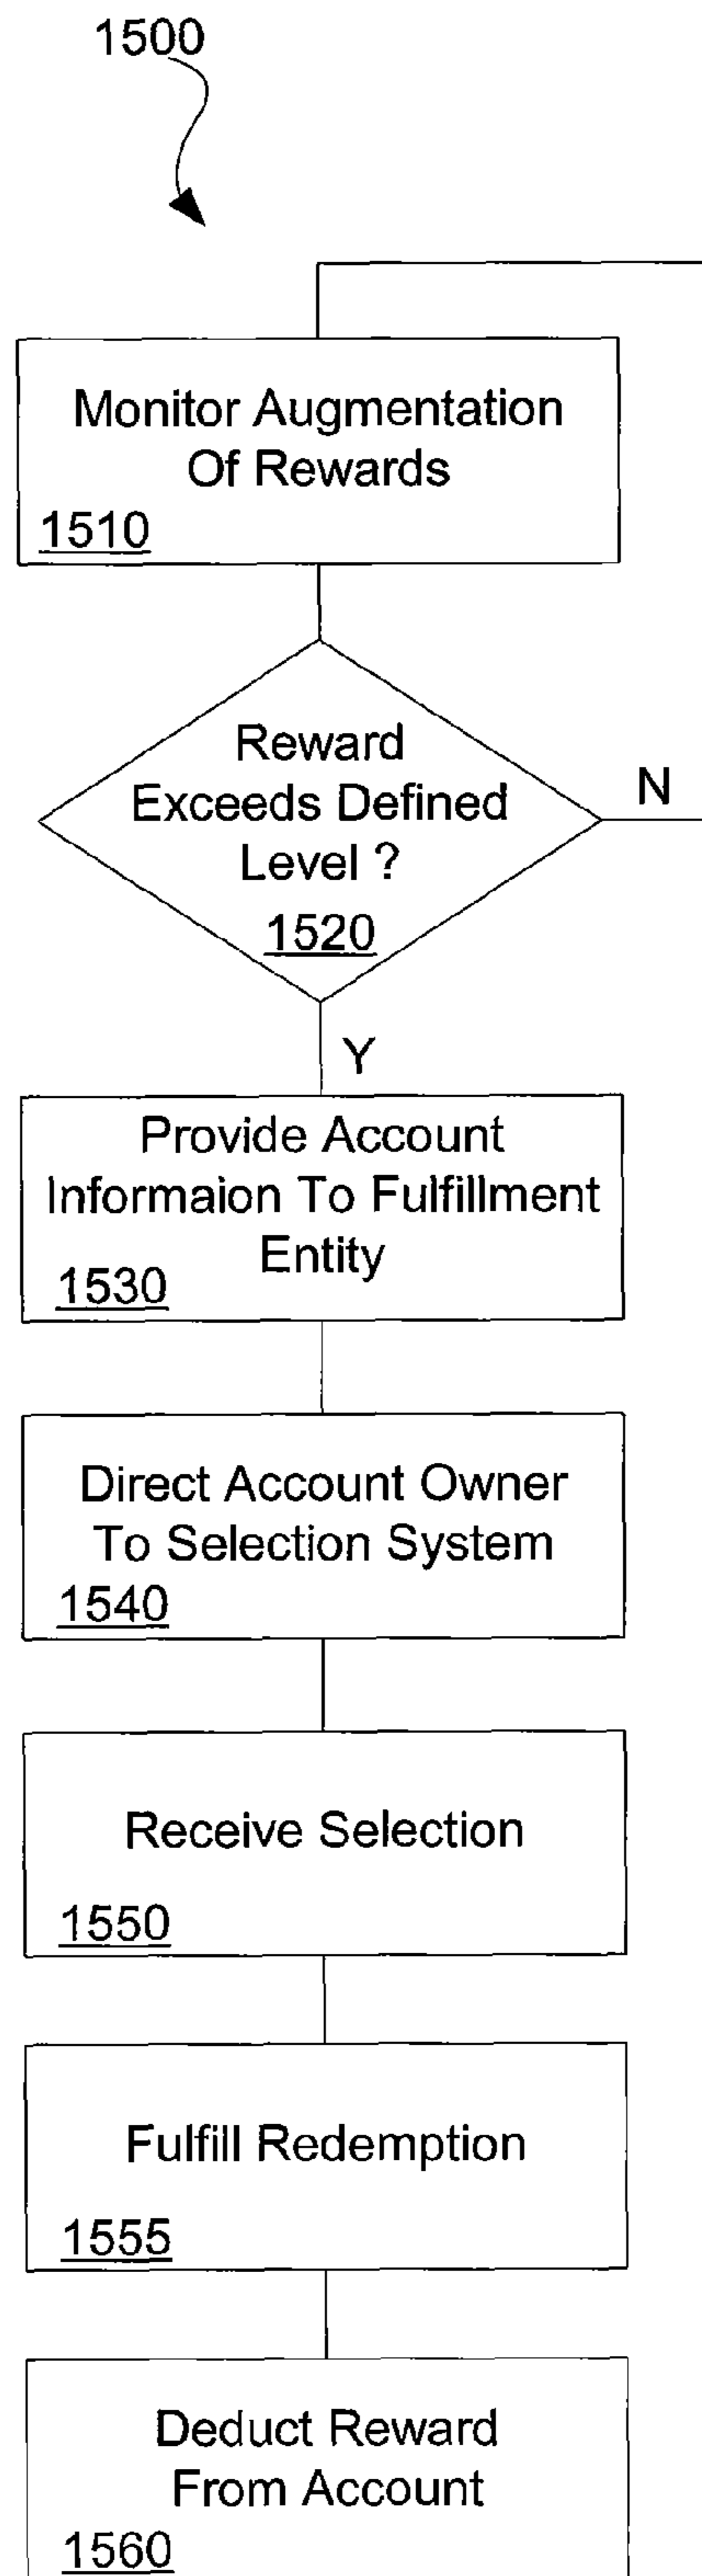 1500
Monitor Augmentation
Of Rewards
1510
Reward
Exceeds Defined
Level ?
1520
N
Y
Provide Account
Informaion To Fulfillment
Entity
1530
Direct Account Owner
To Selection System
1540
Receive Selection
1550
Fulfill Redemption
1555
Deduct Reward
From Account
1560